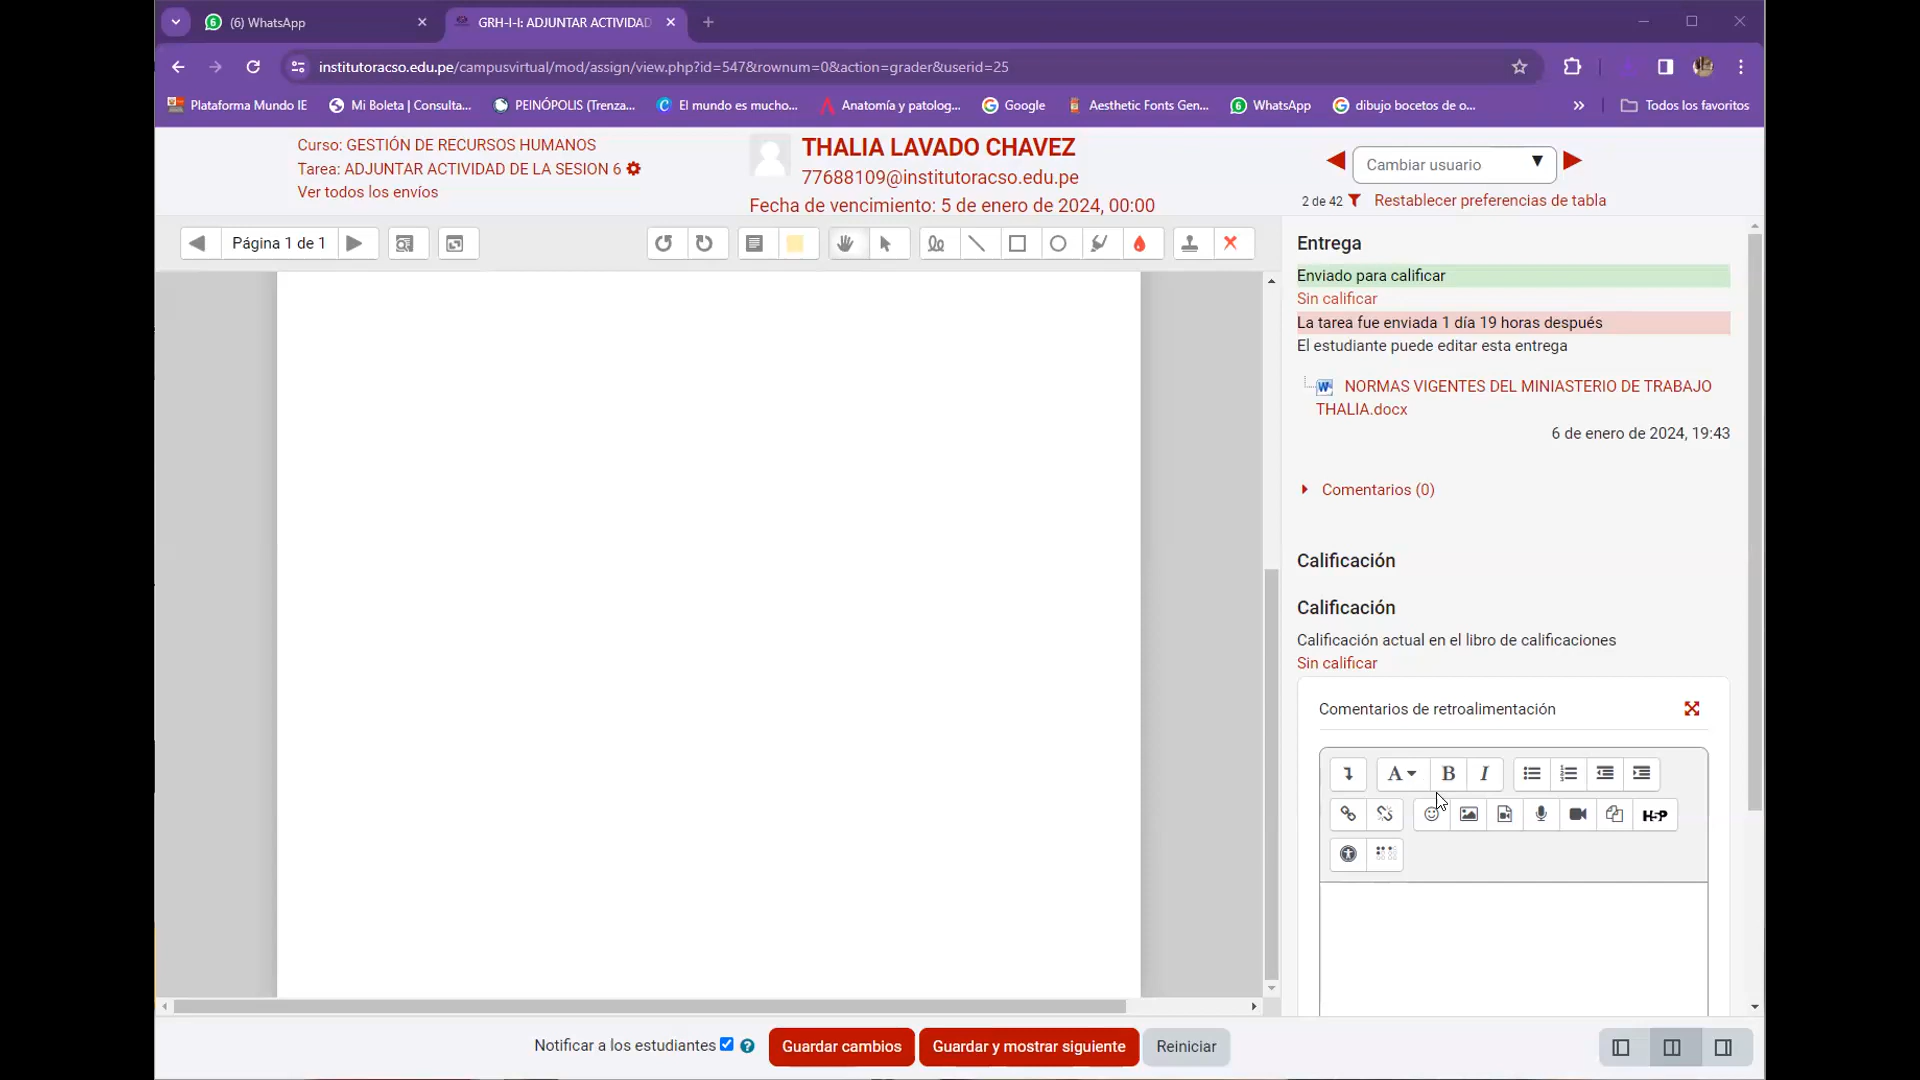 (6) WhatsApp
GRH-I-I: ADJUNTAR ACTIVIDAD
institutoracso.edu.pe/campusvirtual/mod/assign/view.php?id=547&rownum=0&action=grader&userid=25
Plataforma Mundo IE
Mi Boleta | Consulta...
PEINÓPOLIS (Trenza...
El mundo es mucho...
Anatomía y patolog...
Google
Aesthetic Fonts Gen...
WhatsApp
dibujo bocetos de o...
»
Todos los favoritos
Curso: GESTIÓN DE RECURSOS HUMANOS
Tarea: ADJUNTAR ACTIVIDAD DE LA SESION 6
Ver todos los envíos
THALIA LAVADO CHAVEZ
77688109@institutoracso.edu.pe
Fecha de vencimiento: 5 de enero de 2024, 00:00
Cambiar usuario
2 de 42
Restablecer preferencias de tabla
Página 1 de 1
Entrega
Enviado para calificar
Sin calificar
La tarea fue enviada 1 día 19 horas después
El estudiante puede editar esta entrega
NORMAS VIGENTES DEL MINIASTERIO DE TRABAJO
THALIA.docx
6 de enero de 2024, 19:43
Comentarios (0)
Calificación
Calificación
Calificación actual en el libro de calificaciones
Sin calificar
Comentarios de retroalimentación
A B I
H-P
Notificar a los estudiantes
Guardar cambios
Guardar y mostrar siguiente
Reiniciar